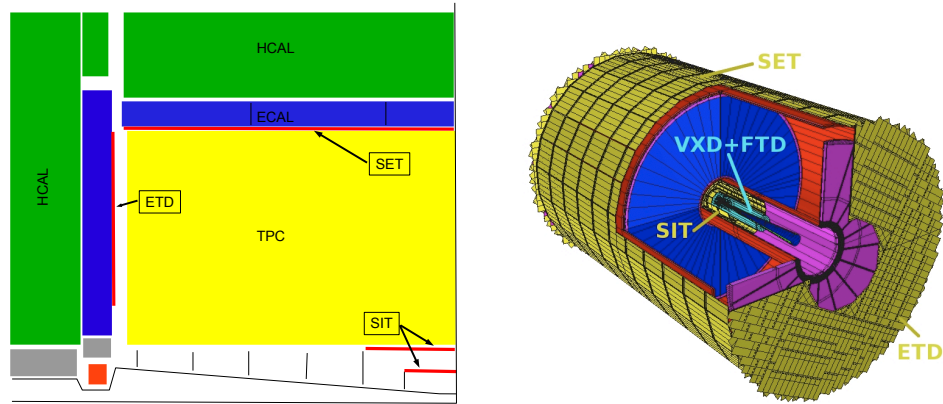 HCAL
ECAL
SET
HCAL
ETD
TPC
SIT
SET
VXD+FTD
SIT
ETD